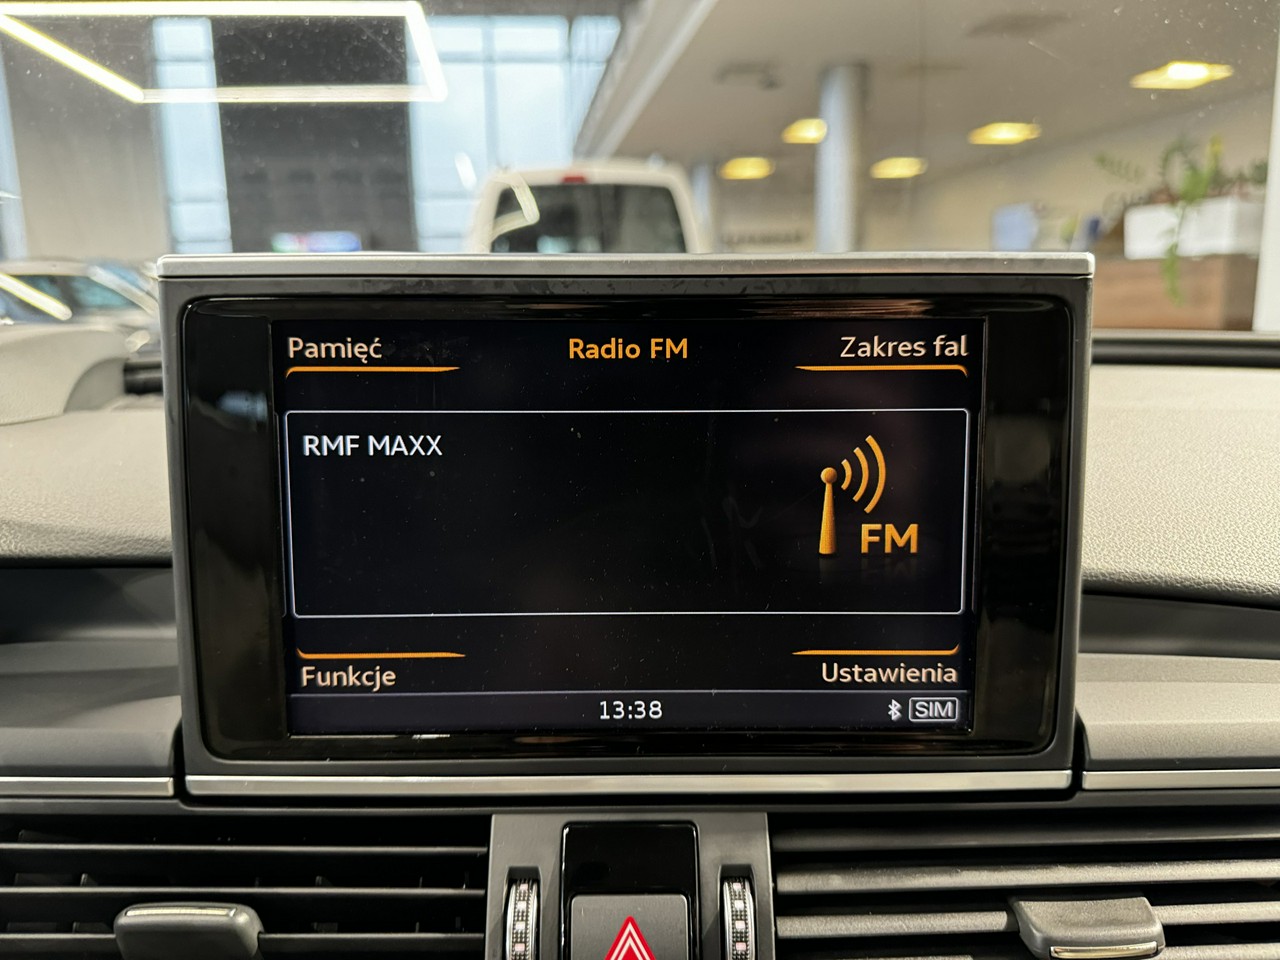 Pamięć
Radio FM
Zakres fal
RMF MAXX
FM
Funkcje
Ustawienia
13:38
SIM